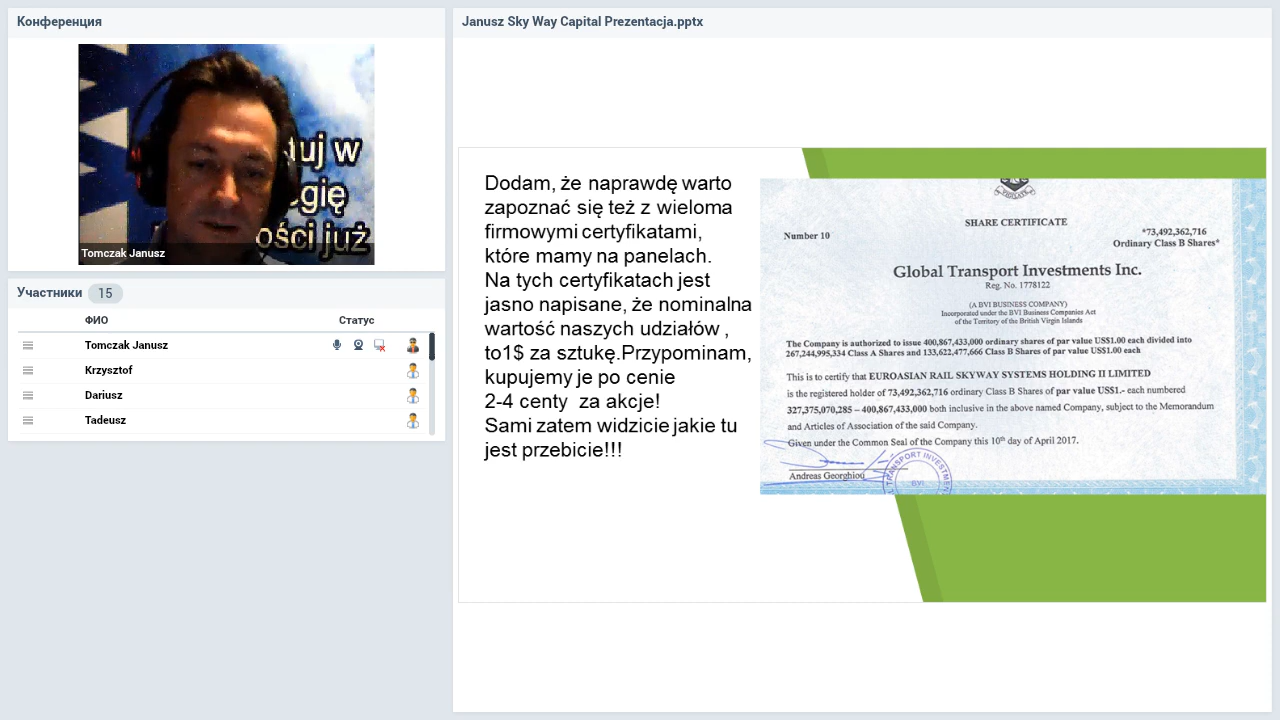 Конференция
uj w
gię
ości już
Tomczak Janusz
Участники 15
ФИО Статус
Tomczak Janusz
Krzysztof
Dariusz
Tadeusz
Janusz Sky Way Capital Prezentacja.pptx
Dodam, że naprawdę warto
zapoznać się też z wieloma
firmowymi certyfikatami,
które mamy na panelach.
Na tych certyfikatach jest
jasno napisane, że nominalna
wartość naszych udziałów ,
to1$ za sztukę.Przypominam,
kupujemy je po cenie
2-4 centy za akcje!
Sami zatem widzicie jakie tu
jest przebicie!!!
SHARE CERTIFICATE
Number 10
*73,492,362,716
Ordinary Class B Shares*
Global Transport Investments Inc.
Reg. No. 1778122
(A BVI BUSINESS COMPANY)
Incorporated under the BVI Business Companies Act
of the Territory of the British Virgin Islands
The Company is authorized to issue 400,867,433,000 ordinary shares of par value US$1.00 each divided into
267,244,995,334 Class A Shares and 133,622,477,666 Class B Shares of par value US$1.00 each
This is to certify that EUROASIAN RAIL SKYWAY SYSTEMS HOLDING II LIMITED
is the registered holder of 73,492,362,716 ordinary Class B Shares of par value US$1.- each numbered
327,375,070,285 – 400,867,433,000 both inclusive in the above named Company, subject to the Memorandum
and Articles of Association of the said Company.
Given under the Common Seal of the Company this 10th day of April 2017.
Andreas Georghiou
L TRANSPORT INVESTMEN
BVI